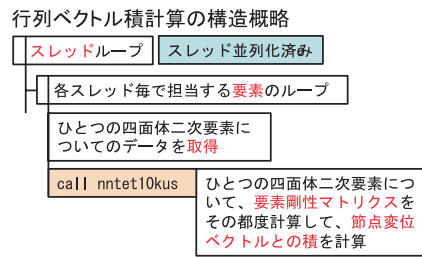 行列ベクトル積計算の構造概略
スレッドループ
スレッド並列化済み
各スレッド毎で担当する要素のループ
ひとつの四面体二次要素に
ついてのデータを取得
call nntet10kus
ひとつの四面体二次要素につ
いて、要素剛性マトリクスを
その都度計算して、節点変位
ベクトルとの積を計算